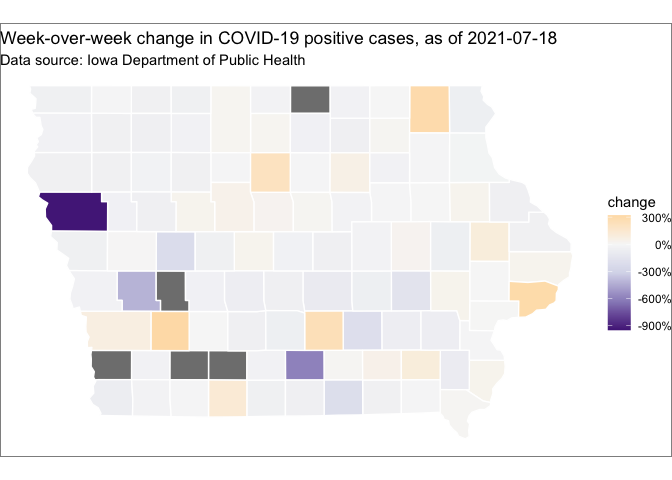 Week-over-week change in COVID-19 positive cases, as of 2021-07-18
Data source: Iowa Department of Public Health
change
300%
0%
-300%
-600%
-900%